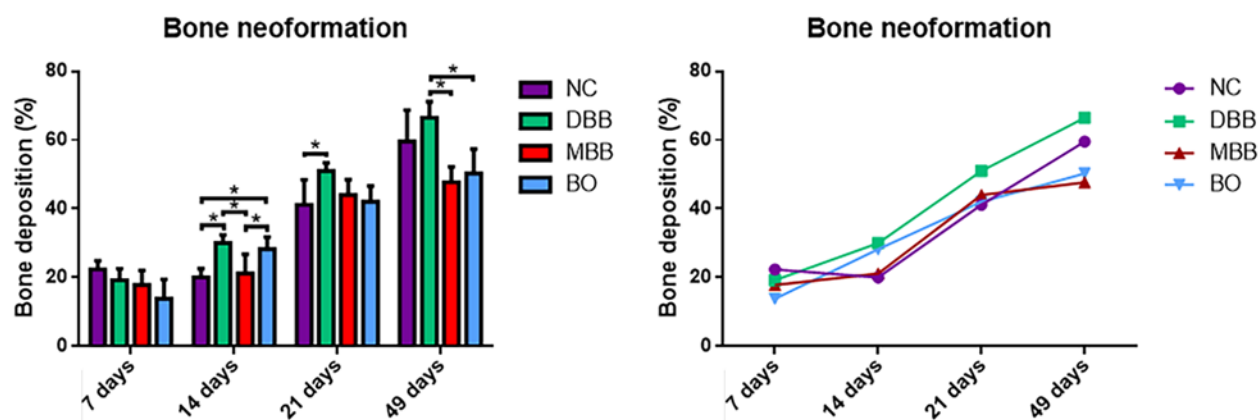 Bone neoformation
Bone deposition (%)
80
60
40
20
0
* * * * * * *
7 days
14 days
21 days
49 days
NC
DBB
MBB
BO
Bone neoformation
Bone deposition (%)
80
60
40
20
0
7 days
14 days
21 days
49 days
NC
DBB
MBB
BO